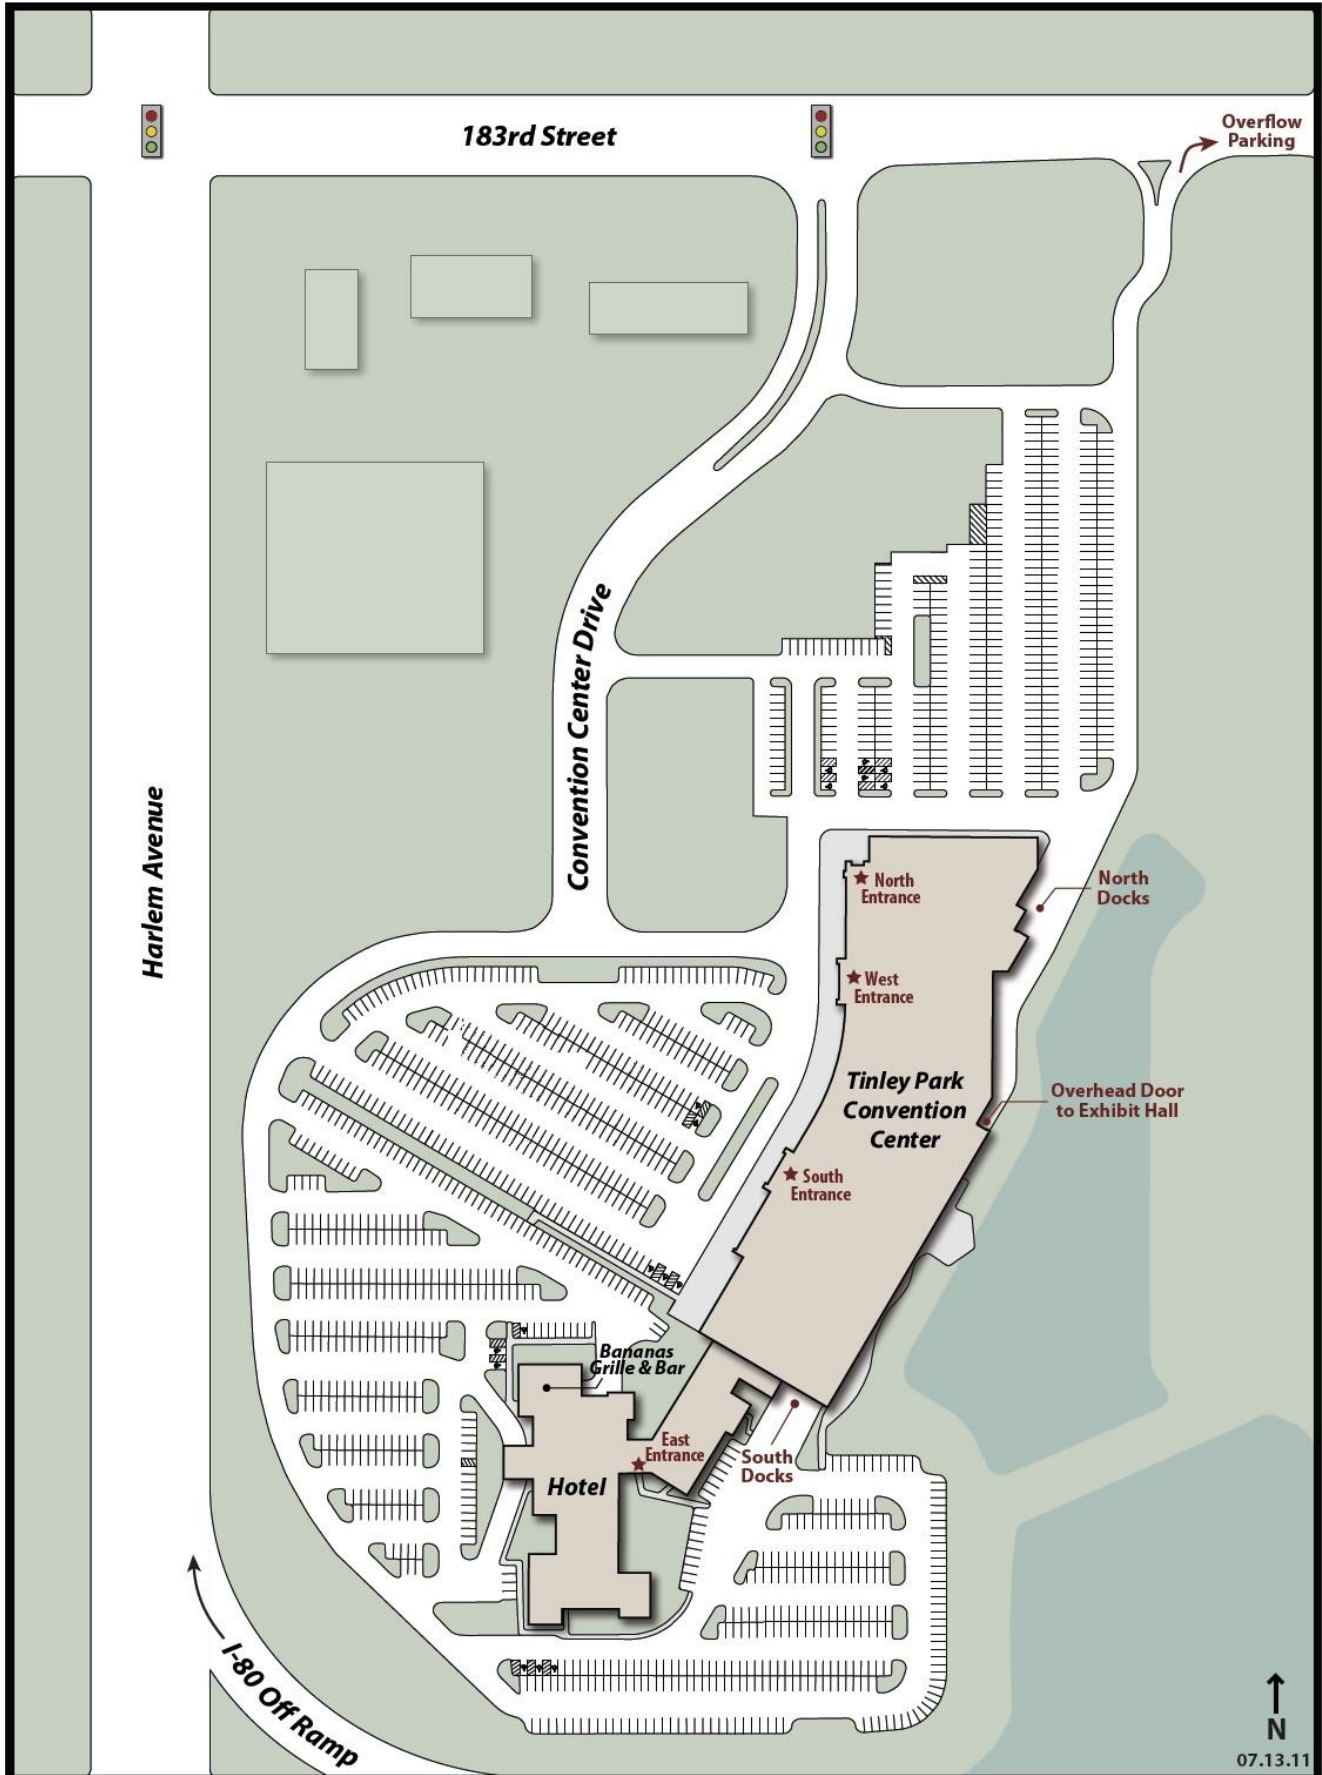 183rd Street
Overflow
Parking
Convention Center Drive
Harlem Avenue
North
Entrance
North
Docks
West
Entrance
Tinley Park
Convention
Center
Overhead Door
to Exhibit Hall
South
Entrance
Bananas
Grille & Bar
East
Entrance
South
Docks
Hotel
I-80 Off Ramp
N
07.13.11